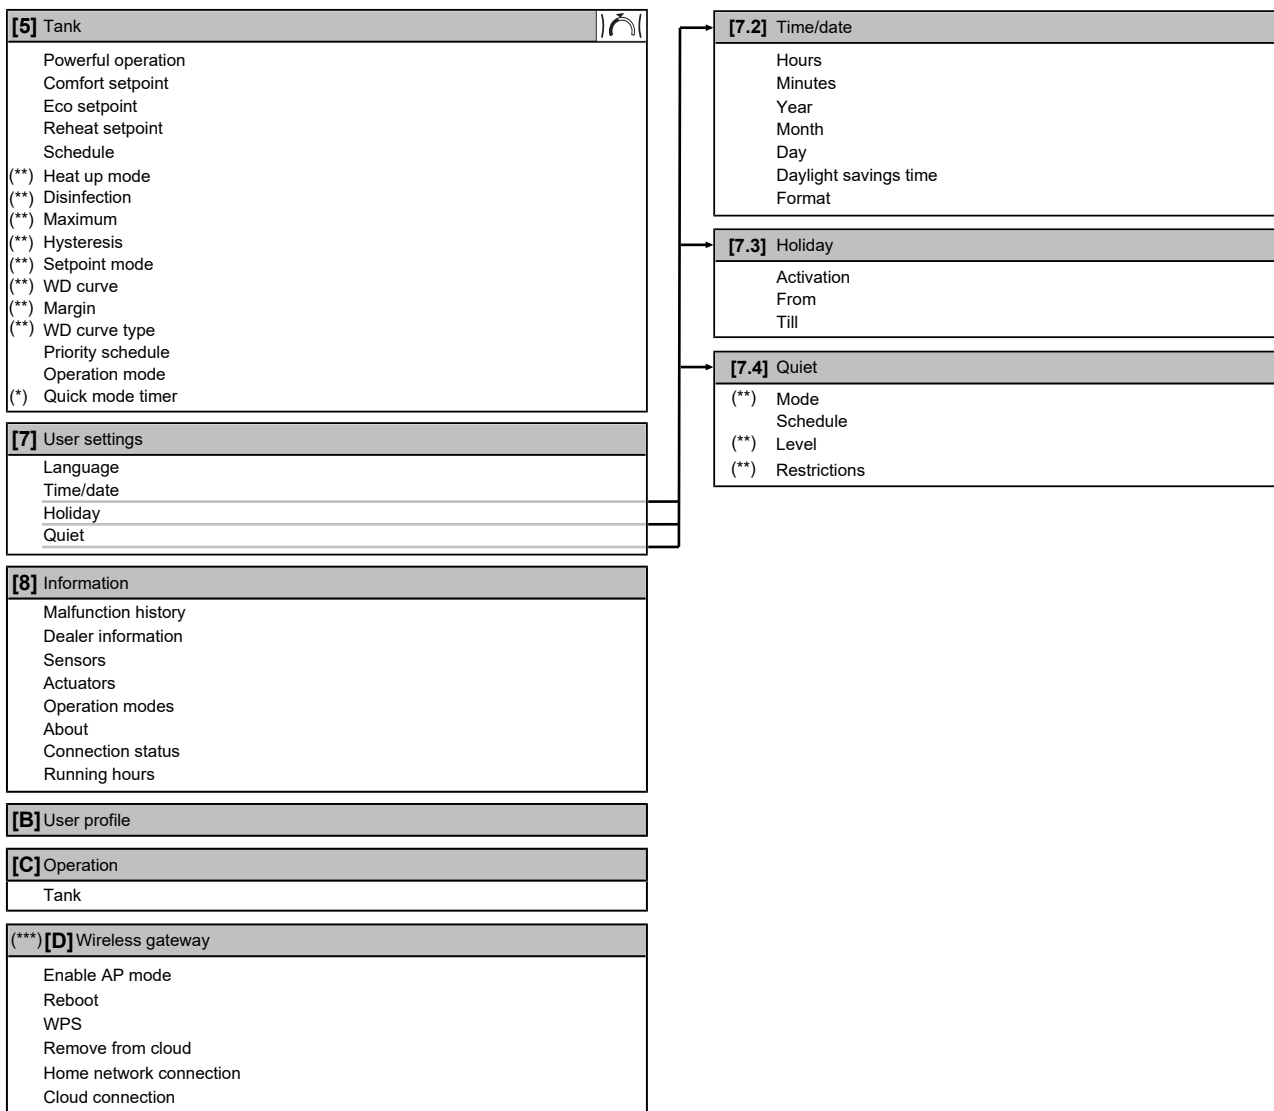 [5] Tank
Powerful operation
Comfort setpoint
Eco setpoint
Reheat setpoint
Schedule
(**) Heat up mode
(**) Disinfection
(**) Maximum
(**) Hysteresis
(**) Setpoint mode
(**) WD curve
(**) Margin
(**) WD curve type
Priority schedule
Operation mode
(*) Quick mode timer
[7] User settings
Language
Time/date
Holiday
Quiet
[8] Information
Malfunction history
Dealer information
Sensors
Actuators
Operation modes
About
Connection status
Running hours
[B] User profile
[C] Operation
Tank
(***) [D] Wireless gateway
Enable AP mode
Reboot
WPS
Remove from cloud
Home network connection
Cloud connection
[7.2] Time/date
Hours
Minutes
Year
Month
Day
Daylight savings time
Format
[7.3] Holiday
Activation
From
Till
[7.4] Quiet
(**) Mode
Schedule
(**) Level
(**) Restrictions